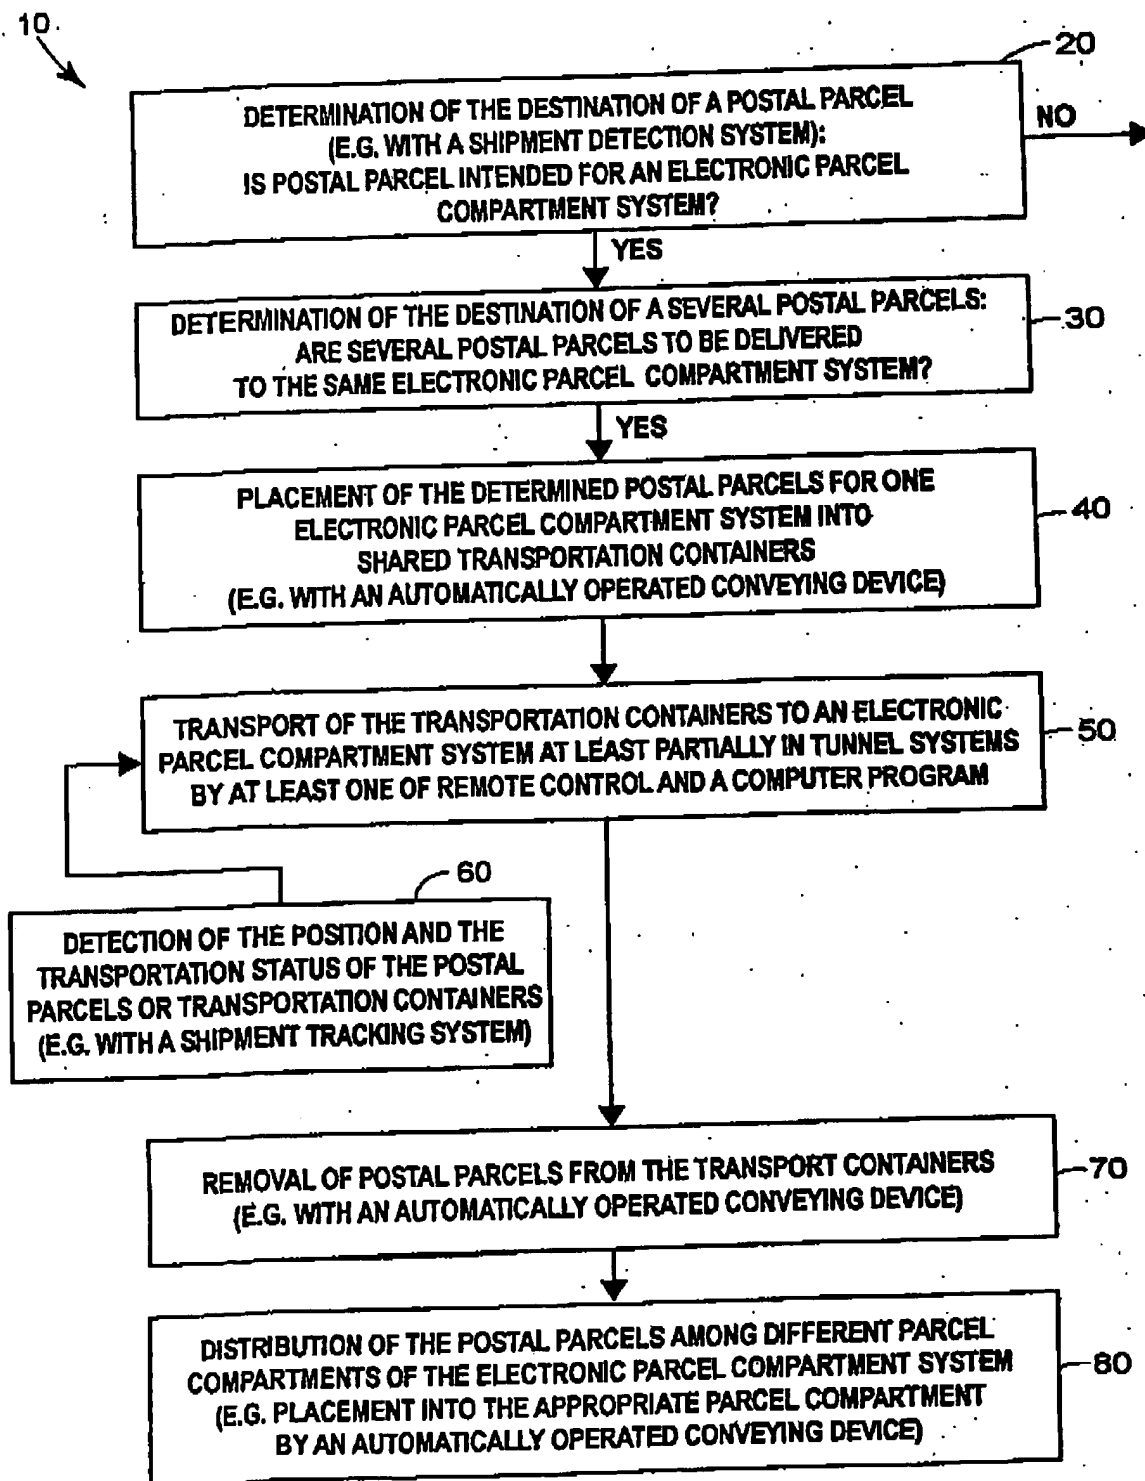 10
20
DETERMINATION OF THE DESTINATION OF A POSTAL PARCEL
(E.G. WITH A SHIPMENT DETECTION SYSTEM):
IS POSTAL PARCEL INTENDED FOR AN ELECTRONIC PARCEL
COMPARTMENT SYSTEM?
NO
YES
DETERMINATION OF THE DESTINATION OF A SEVERAL POSTAL PARCELS:
ARE SEVERAL POSTAL PARCELS TO BE DELIVERED
TO THE SAME ELECTRONIC PARCEL COMPARTMENT SYSTEM?
30
YES
PLACEMENT OF THE DETERMINED POSTAL PARCELS FOR ONE
ELECTRONIC PARCEL COMPARTMENT SYSTEM INTO
SHARED TRANSPORTATION CONTAINERS
(E.G. WITH AN AUTOMATICALLY OPERATED CONVEYING DEVICE)
40
TRANSPORT OF THE TRANSPORTATION CONTAINERS TO AN ELECTRONIC
PARCEL COMPARTMENT SYSTEM AT LEAST PARTIALLY IN TUNNEL SYSTEMS
BY AT LEAST ONE OF REMOTE CONTROL AND A COMPUTER PROGRAM
50
60
DETECTION OF THE POSITION AND THE
TRANSPORTATION STATUS OF THE POSTAL
PARCELS OR TRANSPORTATION CONTAINERS
(E.G. WITH A SHIPMENT TRACKING SYSTEM)
REMOVAL OF POSTAL PARCELS FROM THE TRANSPORT CONTAINERS
(E.G. WITH AN AUTOMATICALLY OPERATED CONVEYING DEVICE)
70
DISTRIBUTION OF THE POSTAL PARCELS AMONG DIFFERENT PARCEL
COMPARTMENTS OF THE ELECTRONIC PARCEL COMPARTMENT SYSTEM
(E.G. PLACEMENT INTO THE APPROPRIATE PARCEL COMPARTMENT
BY AN AUTOMATICALLY OPERATED CONVEYING DEVICE)
80